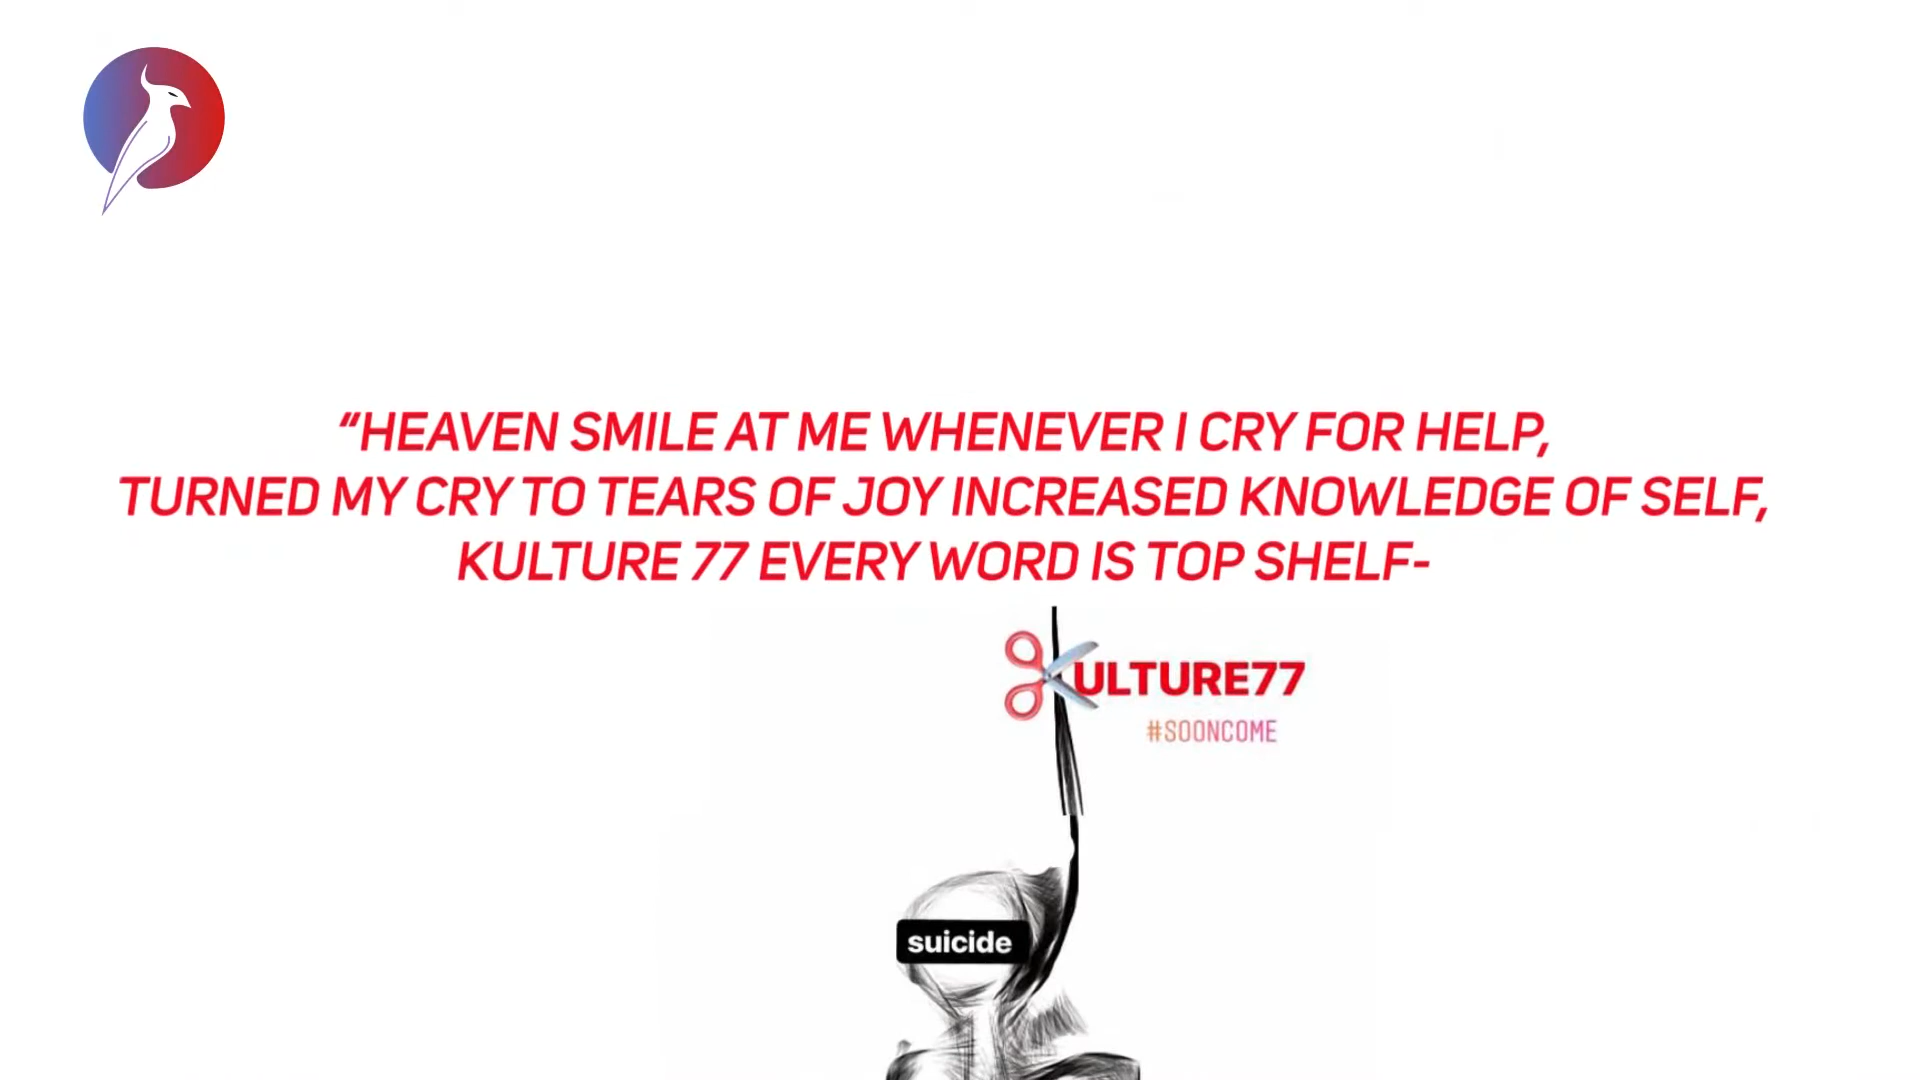 “HEAVEN SMILE AT ME WHENEVER I CRY FOR HELP,
TURNED MY CRY TO TEARS OF JOY INCREASED KNOWLEDGE OF SELF,
KULTURE 77 EVERY WORD IS TOP SHELF-
ULTURE77
#SOONCOME
suicide